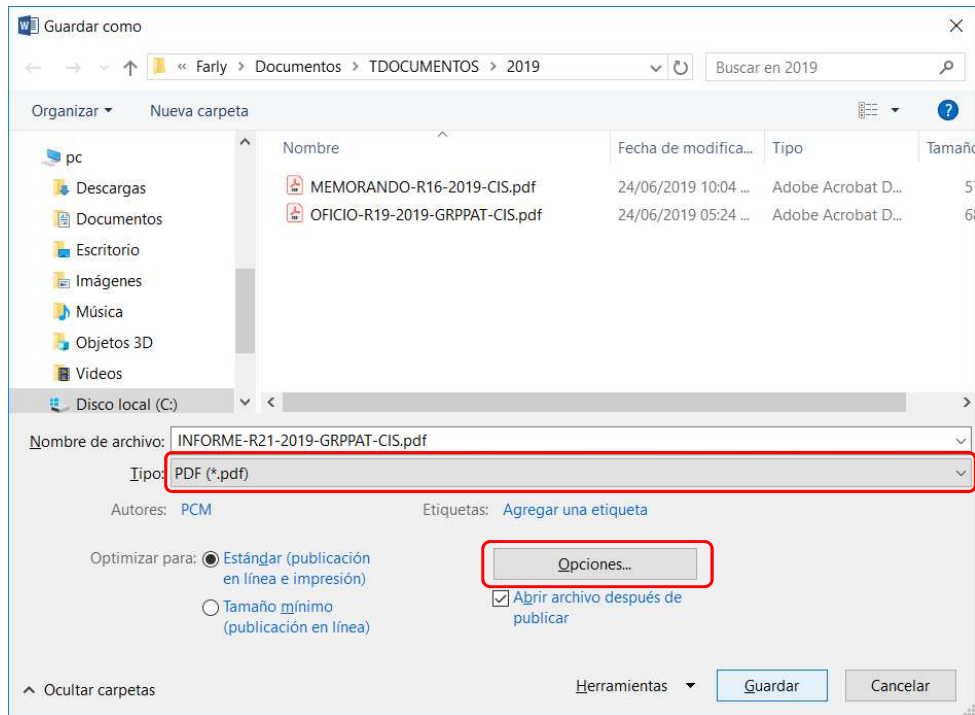 Guardar como
« Farly > Documentos > TDOCUMENTOS > 2019
Buscar en 2019
Organizar
Nueva carpeta
pc
Descargas
Documentos
Escritorio
Imágenes
Música
Objetos 3D
Videos
Disco local (C:)
Nombre Fecha de modifica... Tipo Tamaño
MEMORANDO-R16-2019-CIS.pdf 24/06/2019 10:04 ... Adobe Acrobat D... 57
OFICIO-R19-2019-GRPPAT-CIS.pdf 24/06/2019 05:24 ... Adobe Acrobat D... 68
Nombre de archivo: INFORME-R21-2019-GRPPAT-CIS.pdf
Tipo: PDF (*.pdf)
Autores: PCM
Etiquetas: Agregar una etiqueta
Optimizar para: Estándar (publicación
en línea e impresión)
Tamaño mínimo
(publicación en línea)
Opciones...
Abrir archivo después de
publicar
Ocultar carpetas
Herramientas
Guardar
Cancelar